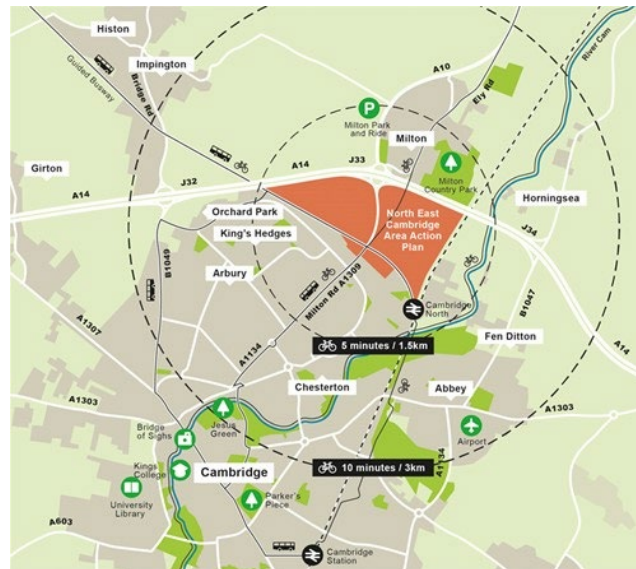 Histon
Impington
Guided Busway
Bridge Rd
A10
Ely Rd
River Cam
P
Milton Park
and Ride
Milton
Milton
Country Park
Girton
A14
J32
A14
J33
Horningsea
Orchard Park
King's Hedges
North East
Cambridge
Area Action
Plan
J34
B1049
Arbury
Milton Rd A1309
Cambridge
North
B1047
A14
A1307
Fen Ditton
5 minutes / 1.5km
A1134
Chesterton
Abbey
A1303
A1303
Jesus
Green
Airport
Bridge
of Sighs
Kings
College
Cambridge
10 minutes / 3km
A1134
University
Library
Parker's
Piece
A603
Cambridge
Station